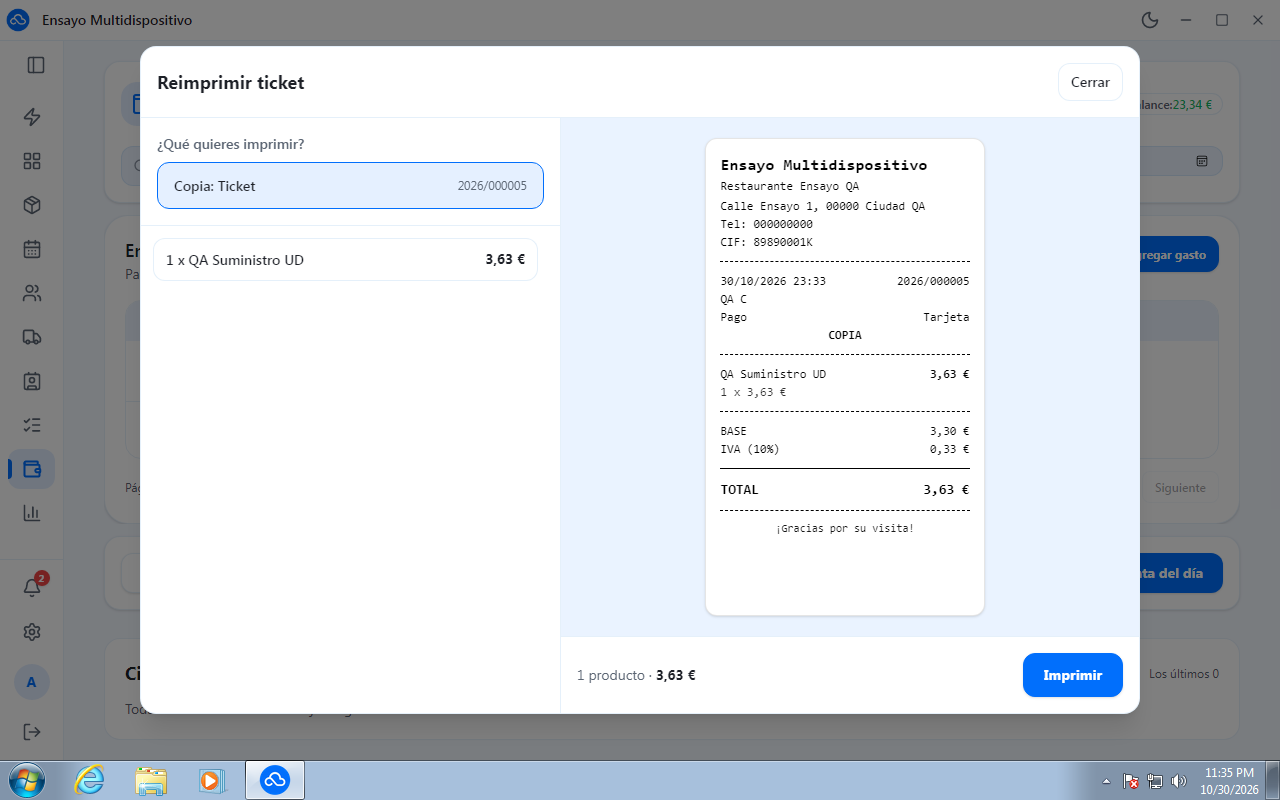 Ensayo Multidispositivo
Reimprimir ticket
Cerrar
¿Qué quieres imprimir?
Copia: Ticket 2026/000005
1 x QA Suministro UD 3,63 €
Ensayo Multidispositivo
Restaurante Ensayo QA
Calle Ensayo 1, 00000 Ciudad QA
Tel: 000000000
CIF: 89890001K
30/10/2026 23:33 2026/000005
QA C
Pago Tarjeta
COPIA
QA Suministro UD 3,63 €
1 x 3,63 €
BASE 3,30 €
IVA (10%) 0,33 €
TOTAL 3,63 €
¡Gracias por su visita!
1 producto · 3,63 €
Imprimir
lance:23,34 €
regar gasto
Siguiente
ta del día
Los últimos 0
2
A
11:35 PM
10/30/2026